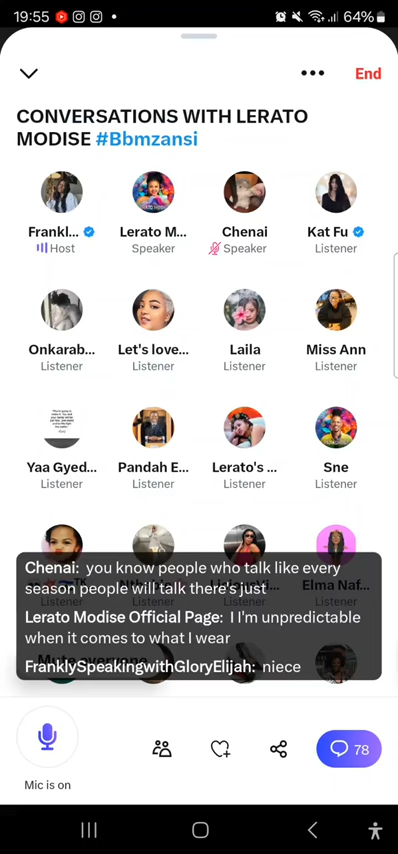 19:55
64%
End
CONVERSATIONS WITH LERATO
MODISE #Bbmzansi
Frankl... Lerato M... Chenai Kat Fu
Host Speaker Speaker Listener
Onkarab... Let's love... Laila Miss Ann
Listener Listener Listener Listener
Yaa Gyed... Pandah E... Lerato's ... Sne
Listener Listener Listener Listener
Chenai: you know people who talk like every
season people will talk there's just
Lerato Modise Official Page: I I'm unpredictable
when it comes to what I wear
FranklySpeakingwithGloryElijah: niece
78
Mic is on